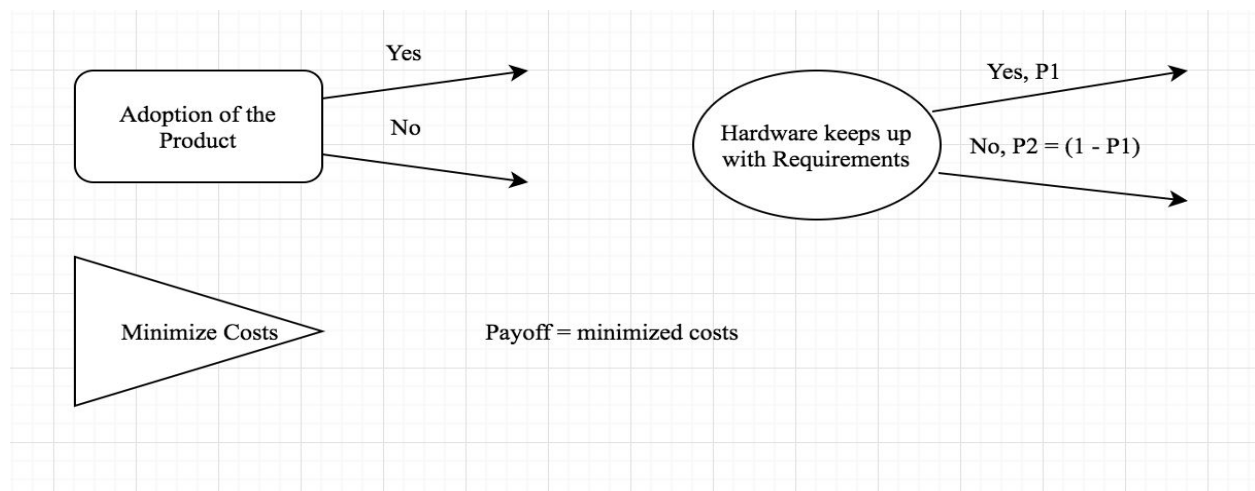 Yes
Adoption of the
Product
No
Yes, P1
Hardware keeps up
with Requirements
No, P2 = (1 - P1)
Minimize Costs
Payoff = minimized costs